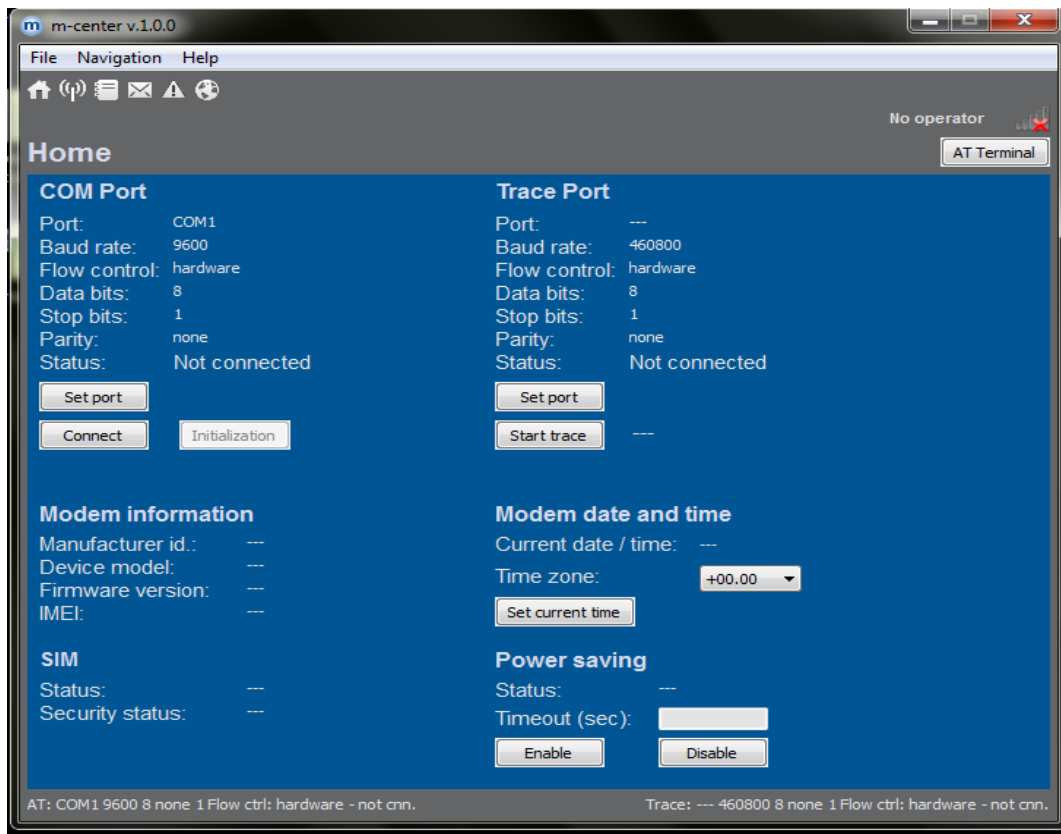 m m-center v.1.0.0
File Navigation Help
No operator
Home
AT Terminal
COM Port
Port: COM1
Baud rate: 9600
Flow control: hardware
Data bits: 8
Stop bits: 1
Parity: none
Status: Not connected
Set port
Connect Initialization
Trace Port
Port: ---
Baud rate: 460800
Flow control: hardware
Data bits: 8
Stop bits: 1
Parity: none
Status: Not connected
Set port
Start trace ---
Modem information
Manufacturer id.: ---
Device model: ---
Firmware version: ---
IMEI: ---
Modem date and time
Current date / time: ---
Time zone: +00.00
Set current time
SIM
Status: ---
Security status: ---
Power saving
Status: ---
Timeout (sec):
Enable Disable
AT: COM1 9600 8 none 1 Flow ctrl: hardware - not cnn.
Trace: --- 460800 8 none 1 Flow ctrl: hardware - not cnn.